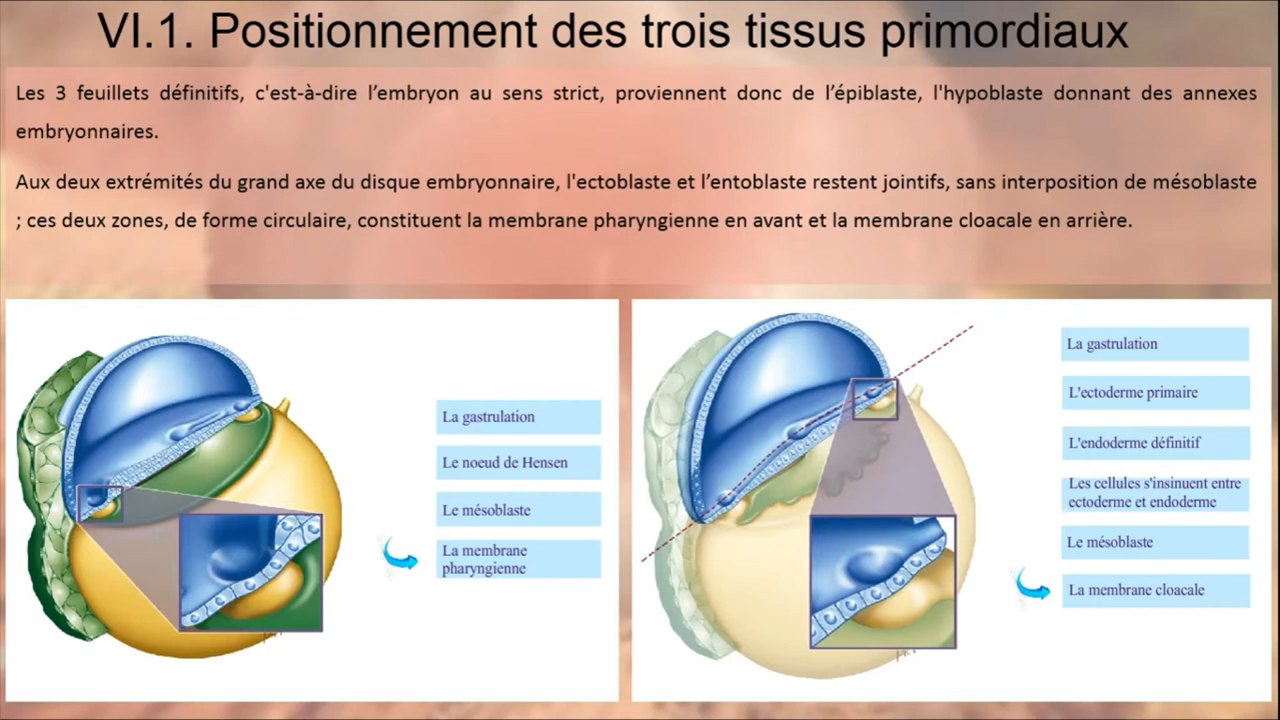 VI.1. Positionnement des trois tissus primordiaux
Les 3 feuillets définitifs, c'est-à-dire l’embryon au sens strict, proviennent donc de l’épiblaste, l'hypoblaste donnant des annexes
embryonnaires.
Aux deux extrémités du grand axe du disque embryonnaire, l'ectoblaste et l’entoblaste restent jointifs, sans interposition de mésoblaste
; ces deux zones, de forme circulaire, constituent la membrane pharyngienne en avant et la membrane cloacale en arrière.
La gastrulation
Le noeud de Hensen
Le mésoblaste
La membrane
pharyngienne
La gastrulation
L'ectoderme primaire
L'endoderme définitif
Les cellules s'insinuent entre
ectoderme et endoderme
Le mésoblaste
La membrane cloacale